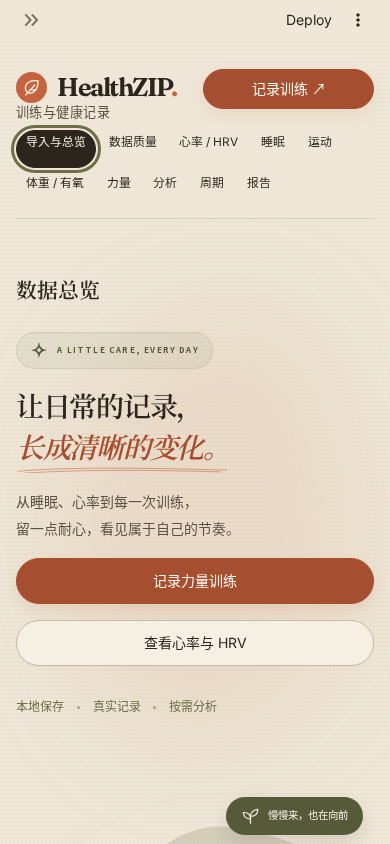 Deploy
HealthZIP.
记录训练 ↗
训练与健康记录
导入与总览 数据质量 心率 / HRV 睡眠 运动
体重 / 有氧 力量 分析 周期 报告
数据总览
A LITTLE CARE, EVERY DAY
让日常的记录,
长成清晰的变化。
从睡眠、心率到每一次训练，
留一点耐心，看见属于自己的节奏。
记录力量训练
查看心率与 HRV
本地保存 • 真实记录 • 按需分析
慢慢来，也在向前